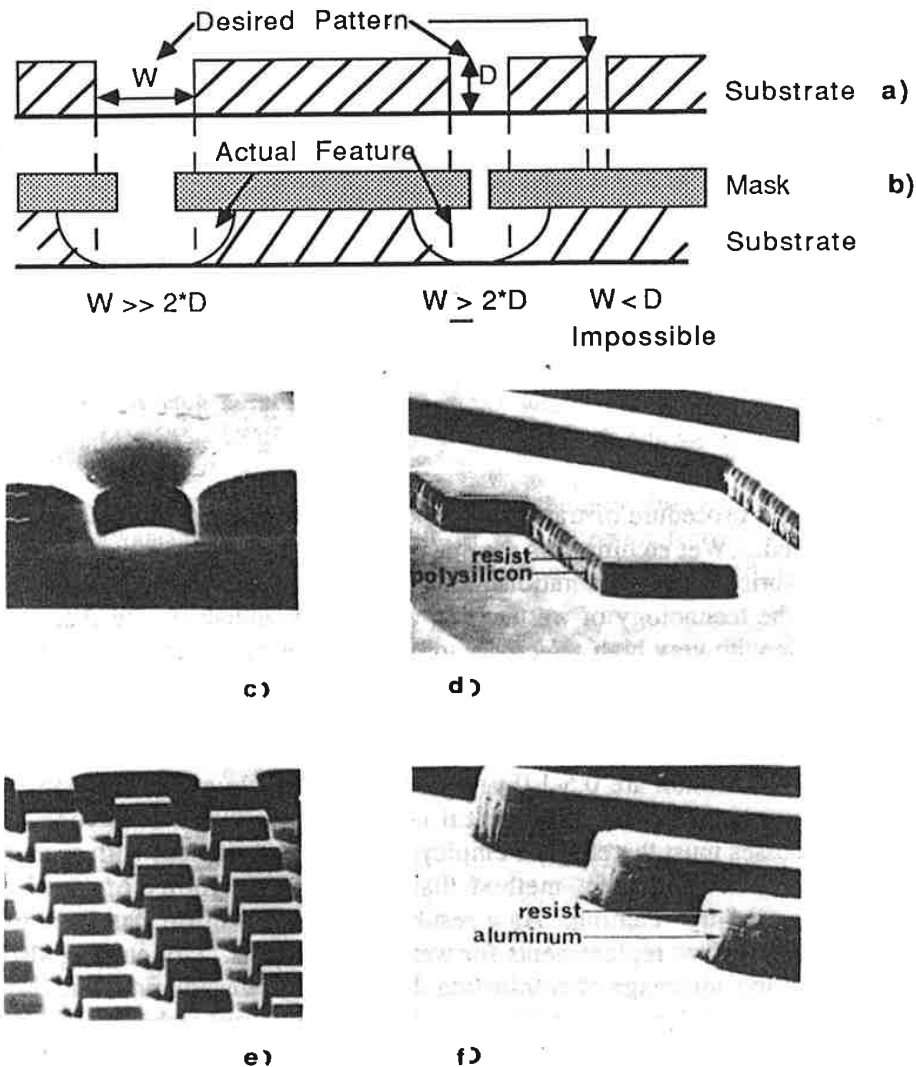 Desired Pattern
W
D
Substrate a)
Actual Feature
Mask b)
Substrate
W >> 2*D
W ≥ 2*D
W < D
Impossible
resist
polysilicon
c)
d)
resist
aluminum
e)
f)